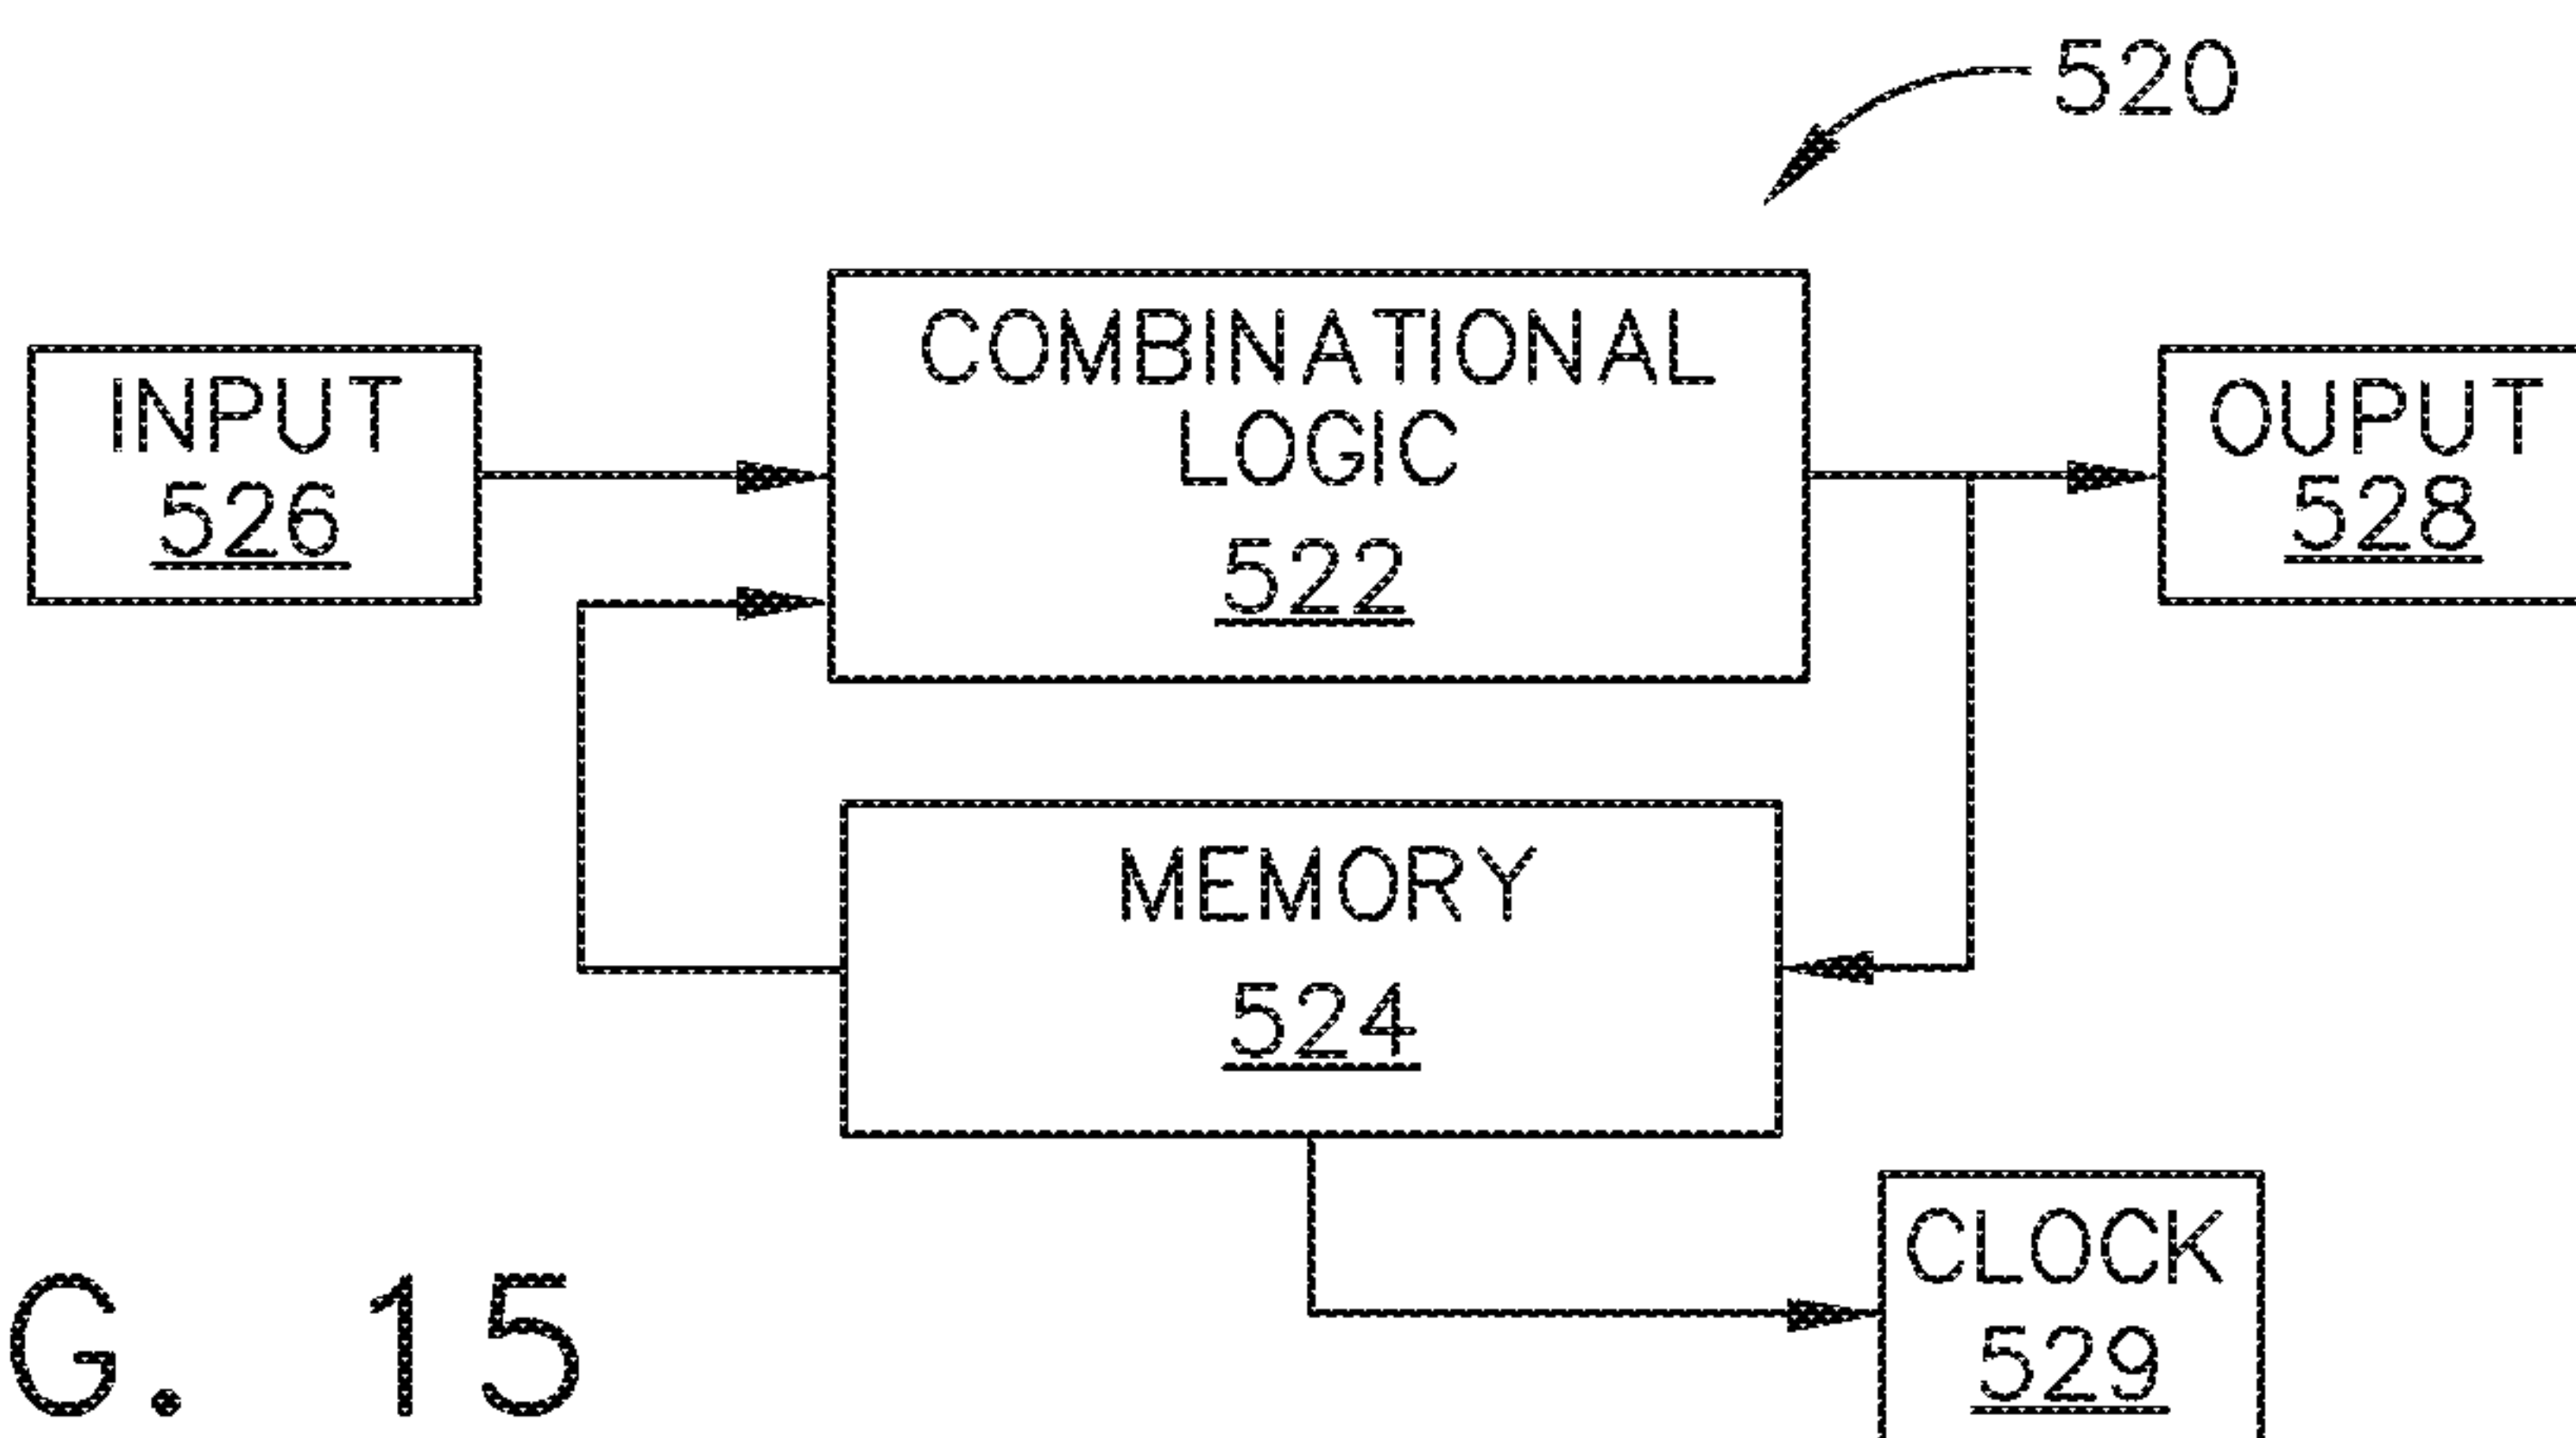 520
COMBINATIONAL
LOGIC
522
INPUT
526
OUPUT
528
MEMORY
524
CLOCK
529
G. 15